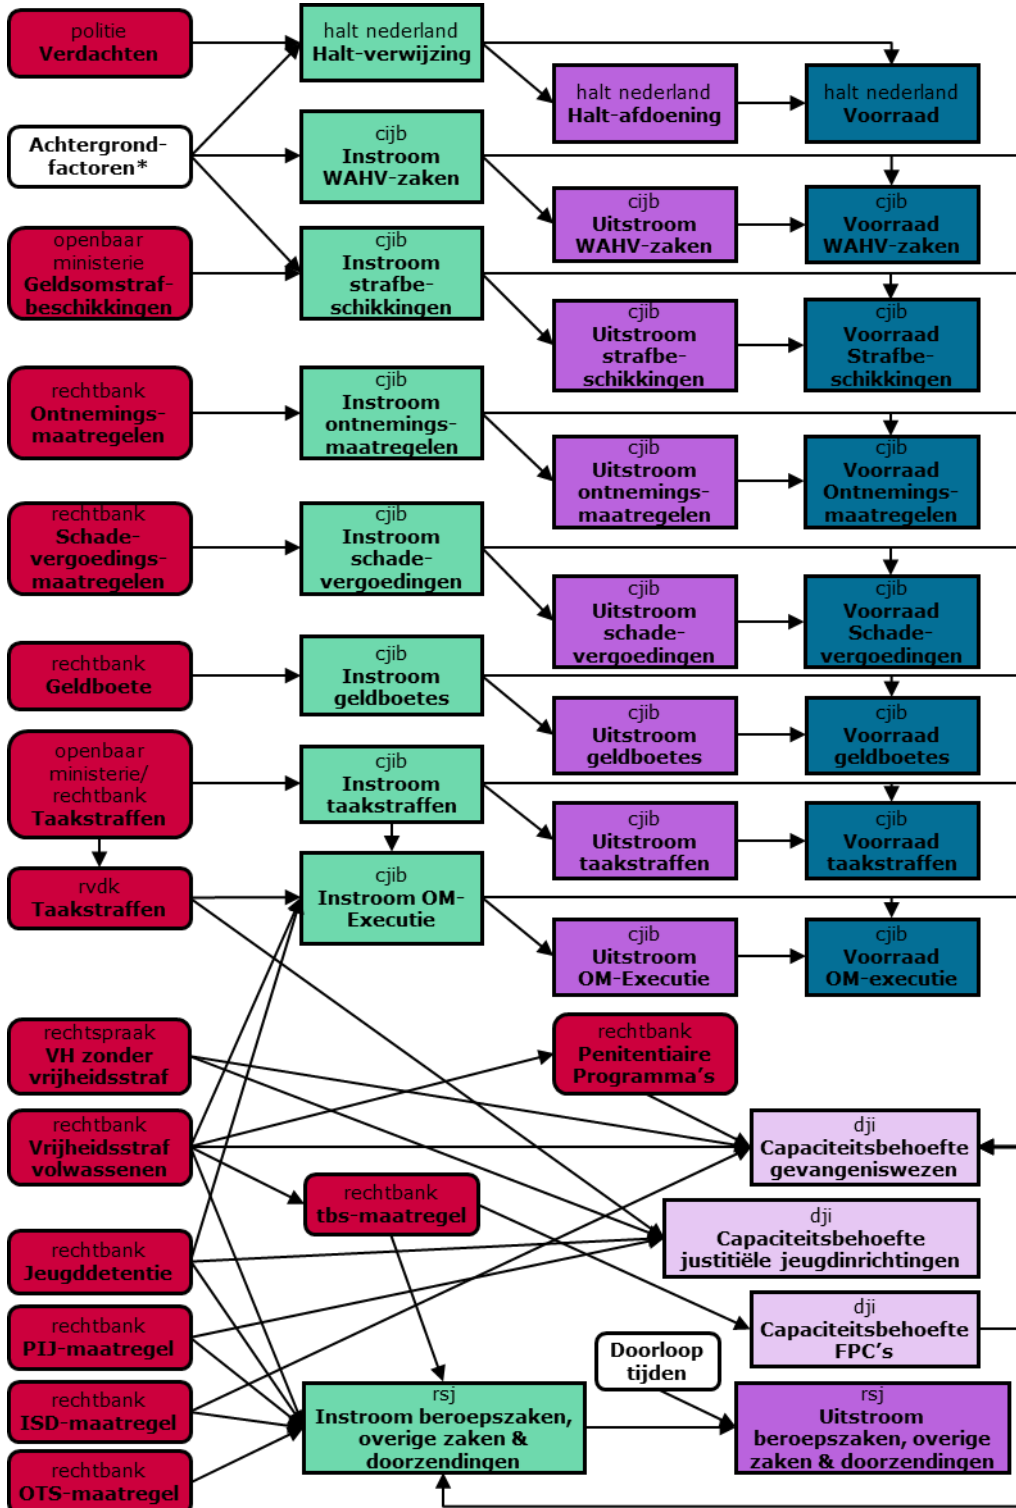 politie
Verdachten
halt nederland
Halt-verwijzing
halt nederland
Halt-afdoening
halt nederland
Voorraad
Achtergrond-
factoren*
cijb
Instroom
WAHV-zaken
cijb
Uitstroom
WAHV-zaken
cjib
Voorraad
WAHV-zaken
openbaar
ministerie
Geldsomstraf-
beschikkingen
cjib
Instroom
strafbe-
schikkingen
cjib
Uitstroom
strafbe-
schikkingen
cjib
Voorraad
Strafbe-
schikkingen
rechtbank
Ontnemings-
maatregelen
cjib
Instroom
ontnemings-
maatregelen
cjib
Uitstroom
ontnemings-
maatregelen
cjib
Voorraad
Ontnemings-
maatregelen
rechtbank
Schade-
vergoedings-
maatregelen
cjib
Instroom
schade-
vergoedingen
cjib
Uitstroom
schade-
vergoedingen
cjib
Voorraad
Schade-
vergoedingen
rechtbank
Geldboete
cjib
Instroom
geldboetes
cjib
Uitstroom
geldboetes
cjib
Voorraad
geldboetes
openbaar
ministerie/
rechtbank
Taakstraffen
cjib
Instroom
taakstraffen
cjib
Uitstroom
taakstraffen
cjib
Voorraad
taakstraffen
rvdk
Taakstraffen
cjib
Instroom OM-
Executie
cjib
Uitstroom
OM-Executie
cjib
Voorraad
OM-executie
rechtspraak
VH zonder
vrijheidsstraf
rechtbank
Penitentiaire
Programma's
rechtbank
Vrijheidsstraf
volwassenen
dji
Capaciteitsbehoefte
gevangeniswezen
rechtbank
tbs-maatregel
rechtbank
Jeugddetentie
dji
Capaciteitsbehoefte
justitiële jeugdinrichtingen
rechtbank
PIJ-maatregel
dji
Capaciteitsbehoefte
FPC's
Doorloop
tijden
rechtbank
ISD-maatregel
rsj
Instroom beroepszaken,
overige zaken &
doorzendingen
rsj
Uitstroom
beroepszaken, overige
zaken & doorzendingen
rechtbank
OTS-maatregel